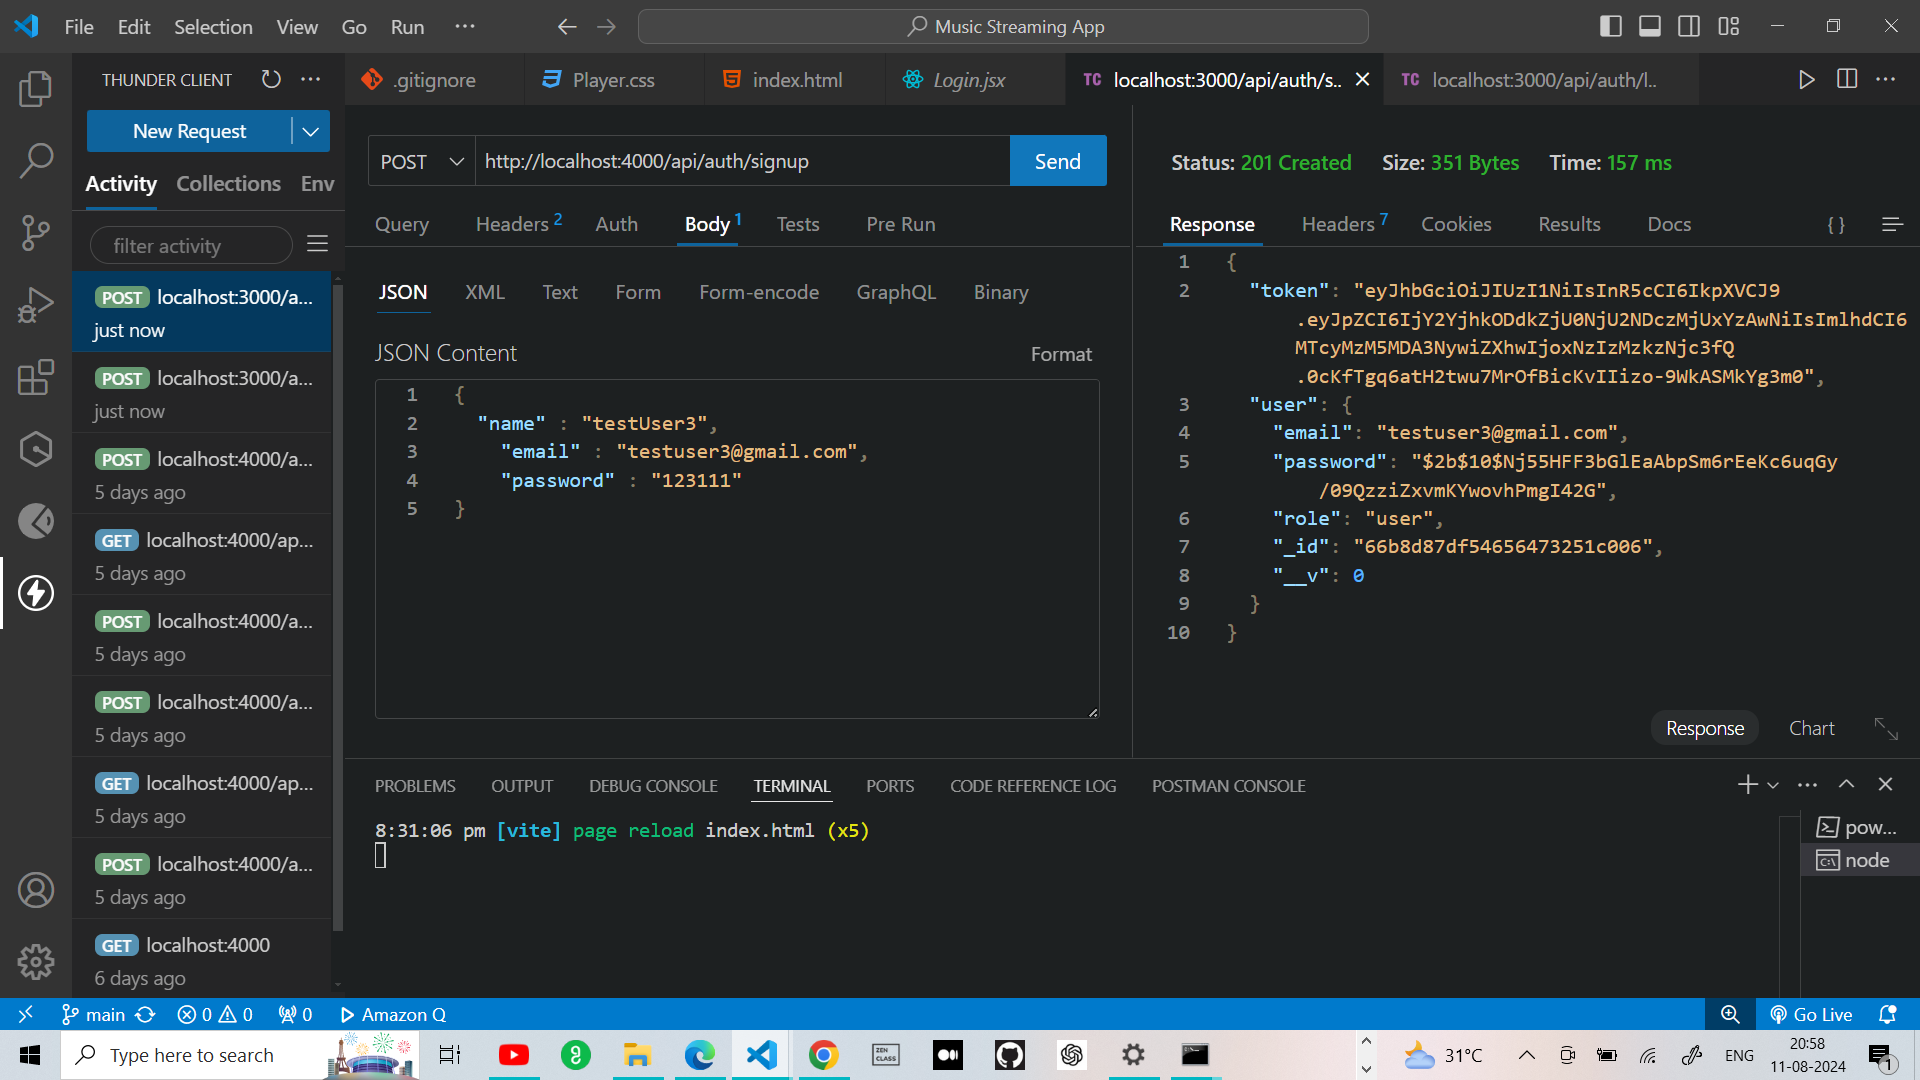 File Edit Selection View Go Run ···
Music Streaming App
THUNDER CLIENT
New Request
Activity Collections Env
filter activity
POST localhost:3000/a...
just now
POST localhost:3000/a...
just now
POST localhost:4000/a...
5 days ago
GET localhost:4000/ap...
5 days ago
POST localhost:4000/a...
5 days ago
POST localhost:4000/a...
5 days ago
GET localhost:4000/ap...
5 days ago
POST localhost:4000/a...
5 days ago
GET localhost:4000
6 days ago
.gitignore Player.css index.html Login.jsx TC localhost:3000/api/auth/s.. TC localhost:3000/api/auth/l..
POST http://localhost:4000/api/auth/signup Send
Query Headers 2 Auth Body 1 Tests Pre Run
JSON XML Text Form Form-encode GraphQL Binary
JSON Content Format
1 {
2 "name" : "testUser3",
3 "email" : "testuser3@gmail.com",
4 "password" : "123111"
5 }
Status: 201 Created Size: 351 Bytes Time: 157 ms
Response Headers 7 Cookies Results Docs { }
1 {
2 "token": "eyJhbGciOiJIUzI1NiIsInR5cCI6IkpXVCJ9
.eyJpZCI6IjY2YjhkODdkZjU0NjU2NDczMjUxYzAwNiIsImlhdCI6
MTcyMzM5MDA3NywiZXhwIjoxNzIzMzkzNjc3fQ
.0cKfTgq6atH2twu7MrOfBicKvIIizo-9WkASMkYg3m0",
3 "user": {
4 "email": "testuser3@gmail.com",
5 "password": "$2b$10$Nj55HFF3bGlEaAbpSm6rEeKc6uqGy
/09QzziZxvmKYwovhPmgI42G",
6 "role": "user",
7 "_id": "66b8d87df54656473251c006",
8 "__v": 0
9 }
10 }
Response Chart
PROBLEMS OUTPUT DEBUG CONSOLE TERMINAL PORTS CODE REFERENCE LOG POSTMAN CONSOLE
8:31:06 pm [vite] page reload index.html (x5)
pow...
node
main 0 0 0 Amazon Q Go Live
Type here to search
ZEN
CLASS
31°C ENG
20:58
11-08-2024
1